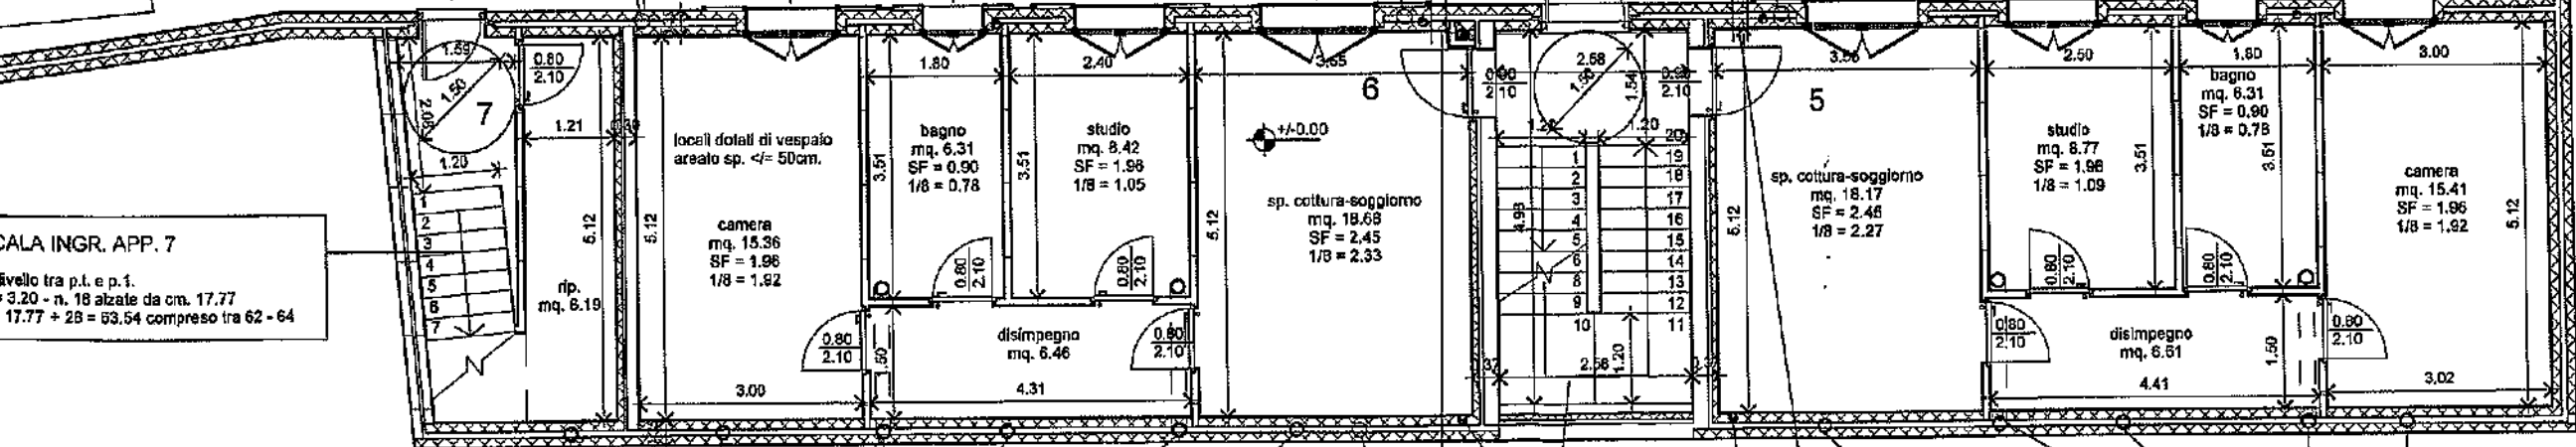 CALA INGR. APP. 7
ivello tra p.t. e p.1.
= 3.20 - n. 18 alzate da cm. 17.77
17.77 + 28 = 63.54 compreso tra 62 - 64
1.59
1.50
7
1.20
1
2
3
4
5
6
7
0.80
2.10
1.21
5.12
rip.
mq. 6.19
locali dotati di vespaio
areato sp. </= 50cm.
5.12
camera
mq. 15.36
SF = 1.96
1/8 = 1.92
0.80
2.10
3.00
1.80
bagno
mq. 6.31
SF = 0.90
1/8 = 0.78
3.51
0.80
2.10
2.40
studio
mq. 8.42
SF = 1.96
1/8 = 1.05
3.51
0.80
2.10
disimpegno
mq. 6.46
0.80
2.10
4.31
3.55
6
+/-0.00
5.12
sp. cottura-soggiorno
mq. 18.68
SF = 2.45
1/8 = 2.33
0.90
2.10
2.58
1.54
2.10
1.20
20
1
2
3
4
5
6
8
9
10
19
18
17
16
15
14
13
12
11
4.93
2.58
1.20
5
5.12
sp. cottura-soggiorno
mq. 18.17
SF = 2.45
1/8 = 2.27
2.50
studio
mq. 8.77
SF = 1.96
1/8 = 1.09
3.51
0.80
2.10
1.80
bagno
mq. 6.31
SF = 0.90
1/8 = 0.78
3.51
0.80
2.10
0.80
2.10
disimpegno
mq. 6.61
1.50
4.41
0.80
2.10
3.00
camera
mq. 15.41
SF = 1.96
1/8 = 1.92
5.12
3.02